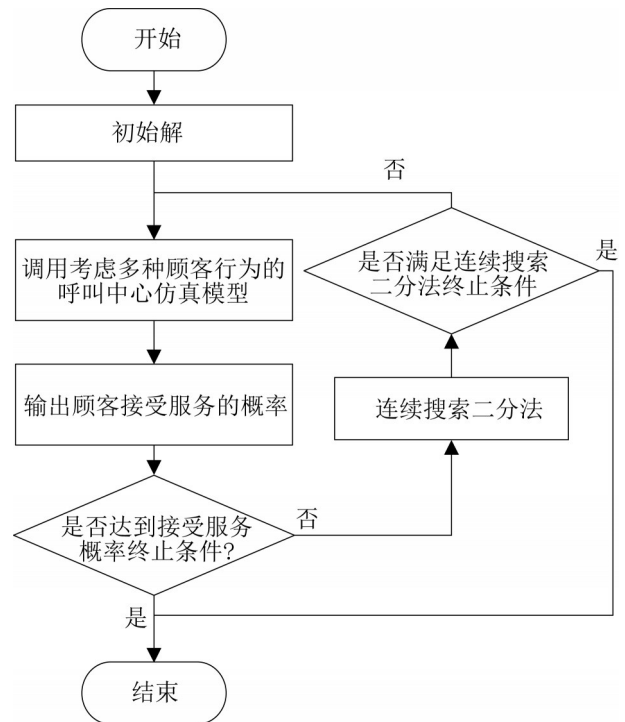 开始
初始解
否
调用考虑多种顾客行为的
呼叫中心仿真模型
是否满足连续搜索
二分法终止条件
是
输出顾客接受服务的概率
连续搜索二分法
是否达到接受服务
概率终止条件?
否
是
结束